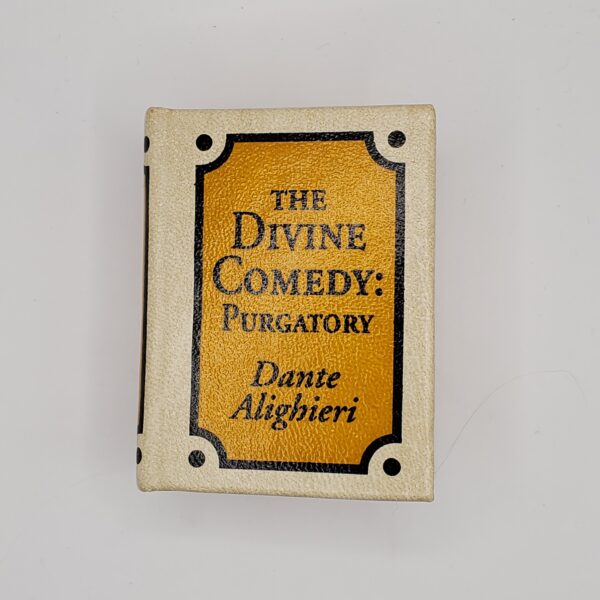 THE
DIVINE
COMEDY:
PURGATORY
Dante
Alighieri